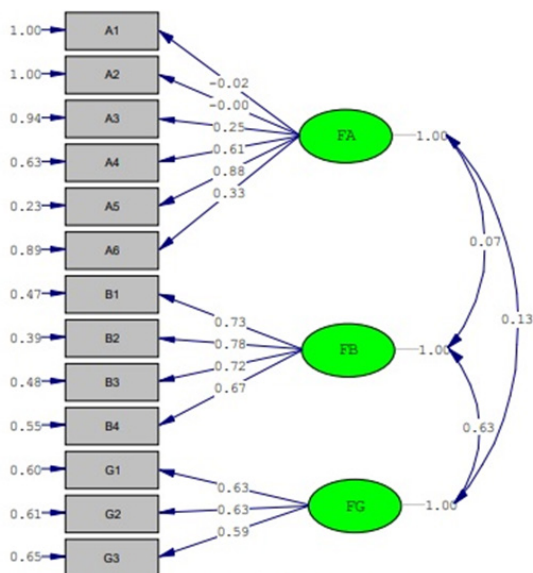 1.00 A1
1.00 A2
-0.02
-0.00
0.94 A3
0.25
FA 1.00
0.63 A4
0.61
0.88
0.23 A5
0.33
0.89 A6
0.07
0.47 B1
0.13
0.73
0.39 B2
0.78
FB 1.00
0.72
0.48 B3
0.67
0.55 B4
0.63
0.60 G1
0.63
0.61 G2
0.63
FG 1.00
0.59
0.65 G3